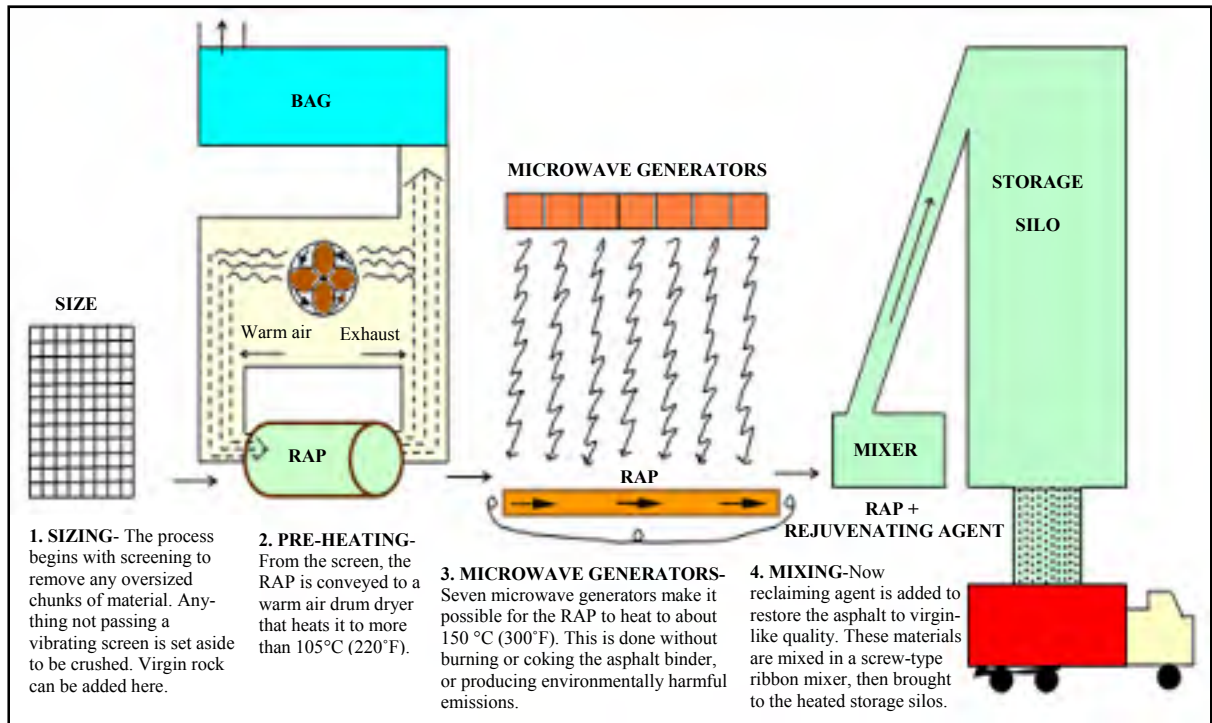 BAG
MICROWAVE GENERATORS
STORAGE
SILO
SIZE
Warm air
Exhaust
RAP
RAP
MIXER
RAP +
REJUVENATING AGENT
1. SIZING- The process
begins with screening to
remove any oversized
chunks of material. Any-
thing not passing a
vibrating screen is set aside
to be crushed. Virgin rock
can be added here.
2. PRE-HEATING-
From the screen, the
RAP is conveyed to a
warm air drum dryer
that heats it to more
than 105°C (220˚F).
3. MICROWAVE GENERATORS-
Seven microwave generators make it
possible for the RAP to heat to about
150 °C (300˚F). This is done without
burning or coking the asphalt binder,
or producing environmentally harmful
emissions.
4. MIXING-Now
reclaiming agent is added to
restore the asphalt to virgin-
like quality. These materials
are mixed in a screw-type
ribbon mixer, then brought
to the heated storage silos.